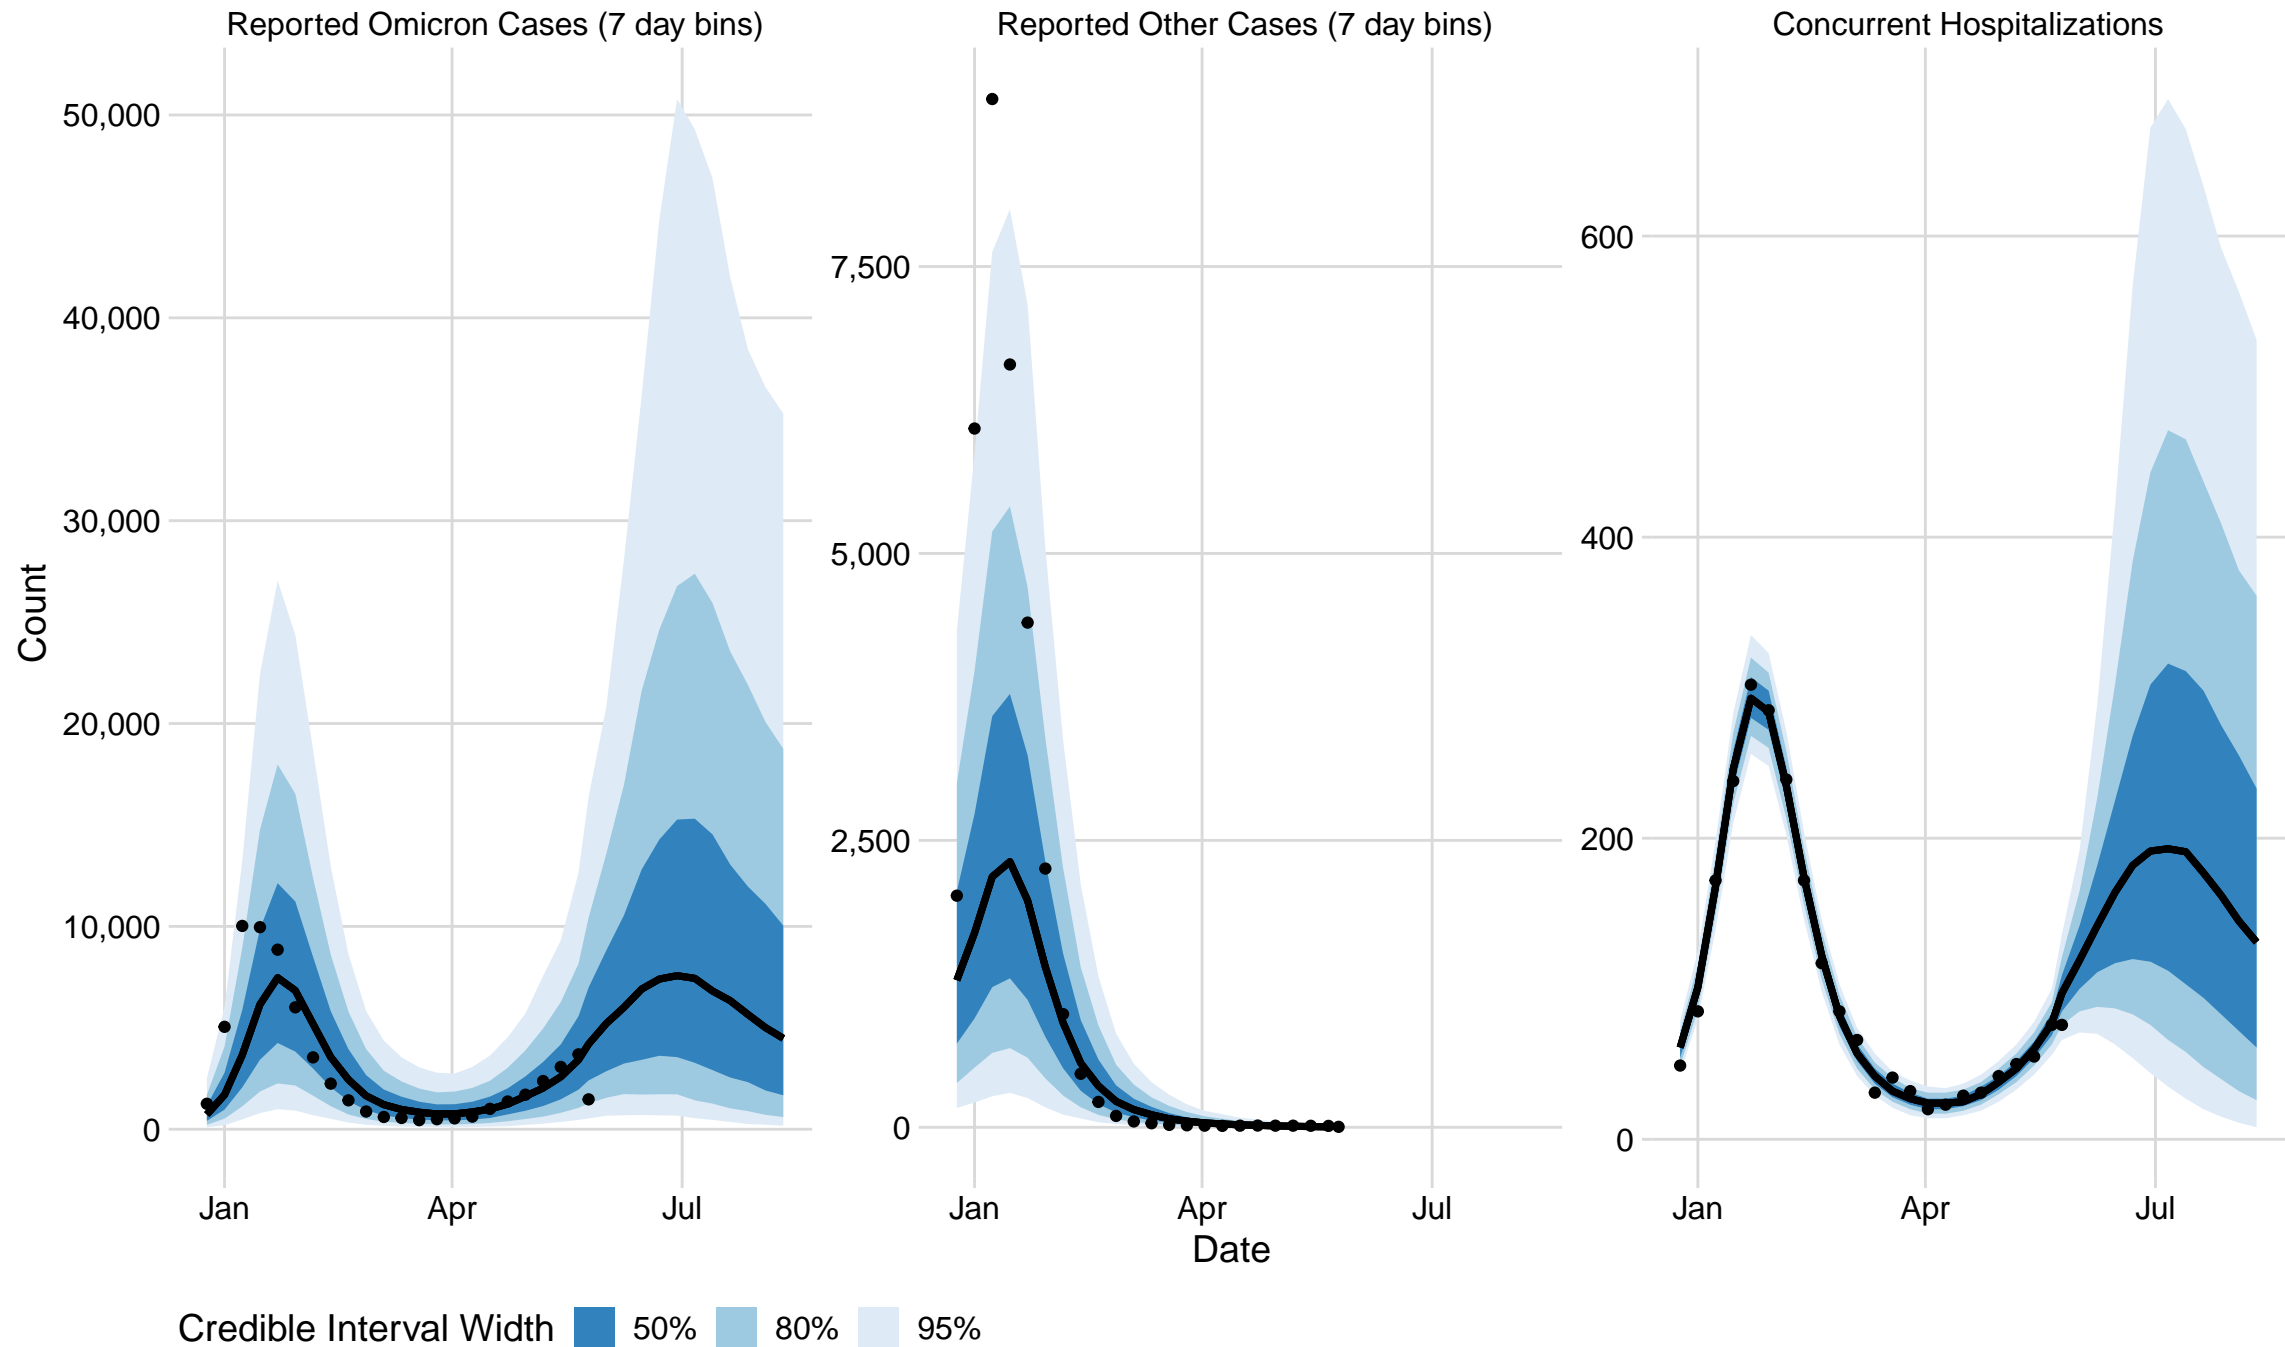 Reported Omicron Cases (7 day bins)
Reported Other Cases (7 day bins)
Concurrent Hospitalizations
Count
50,000
40,000
30,000
20,000
10,000
0
Jan
Apr
Jul
7,500
5,000
2,500
0
Jan
Apr
Jul
600
400
200
0
Jan
Apr
Jul
Date
Credible Interval Width
50%
80%
95%